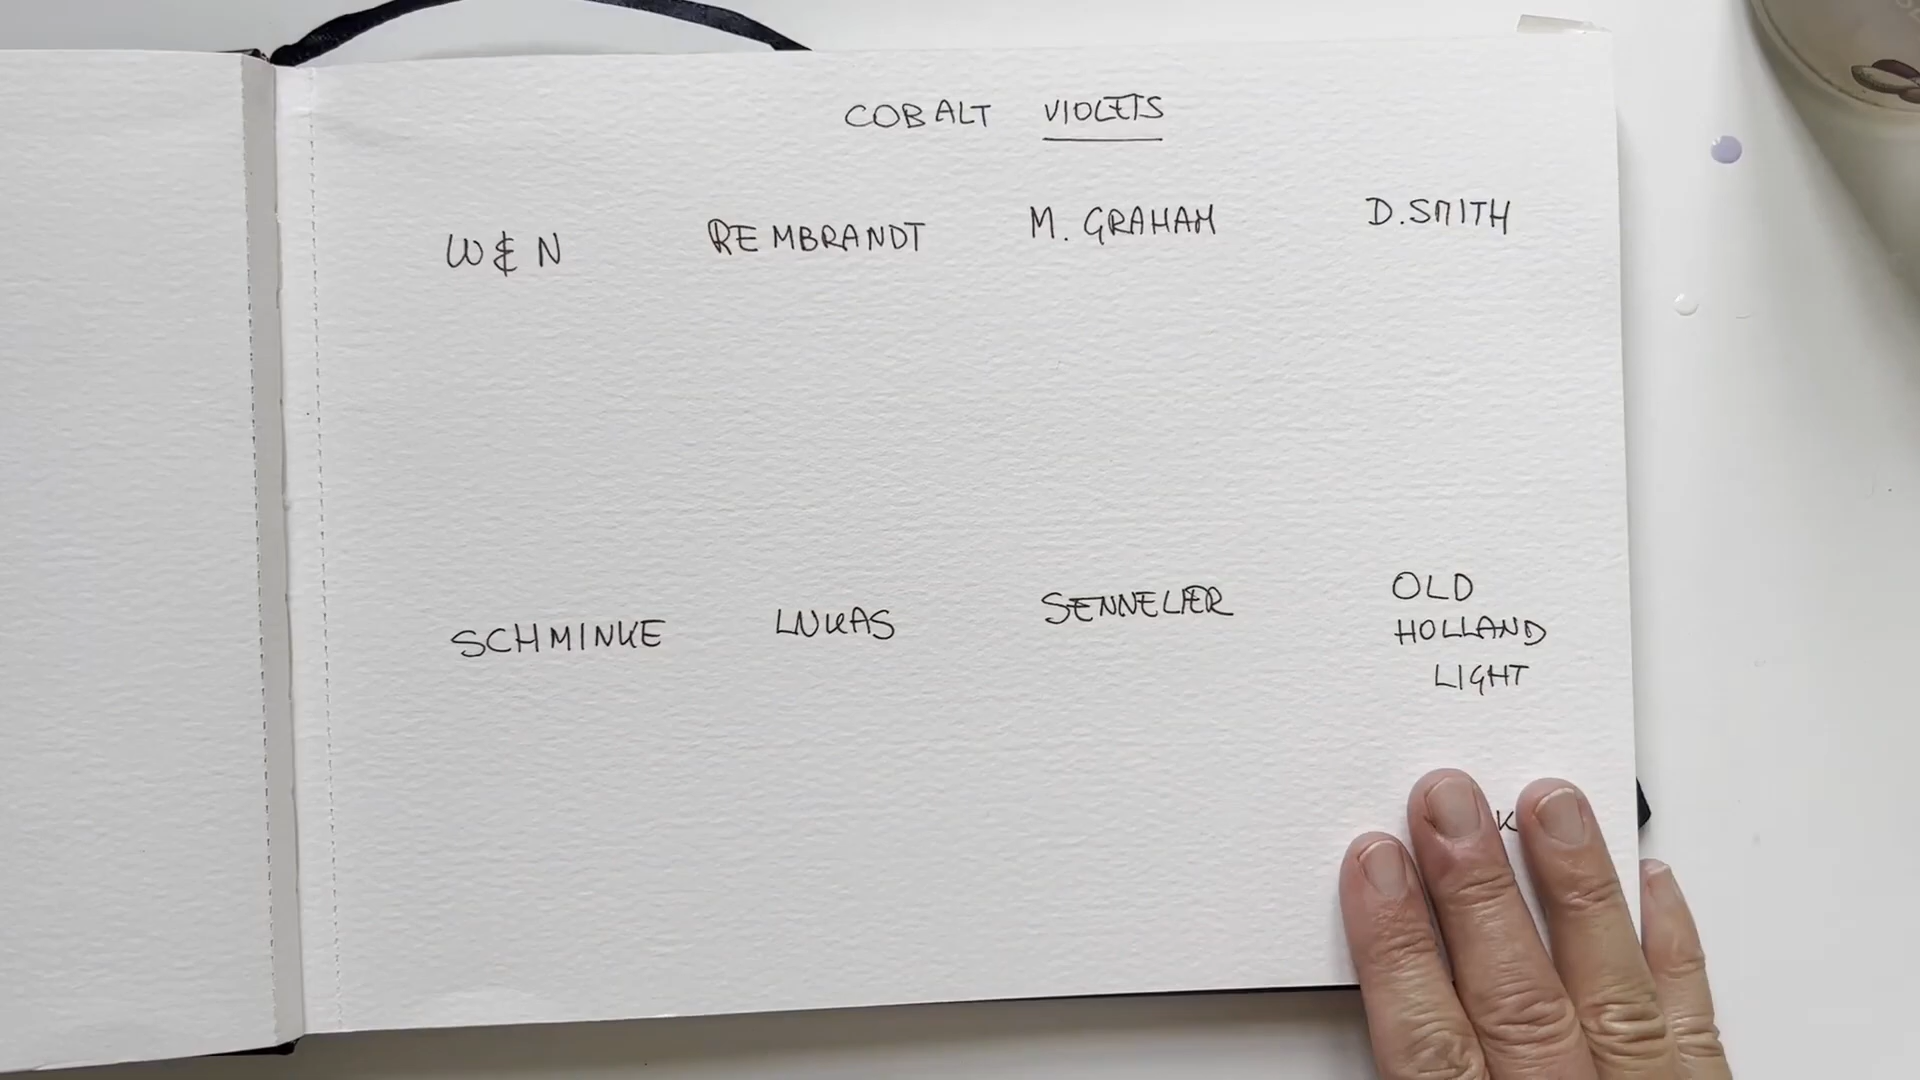 COBALT VIOLETS
W & N REMBRANDT M. GRAHAM D. SMITH
SCHMINKE LUKAS SENNELIER OLD
HOLLAND
LIGHT